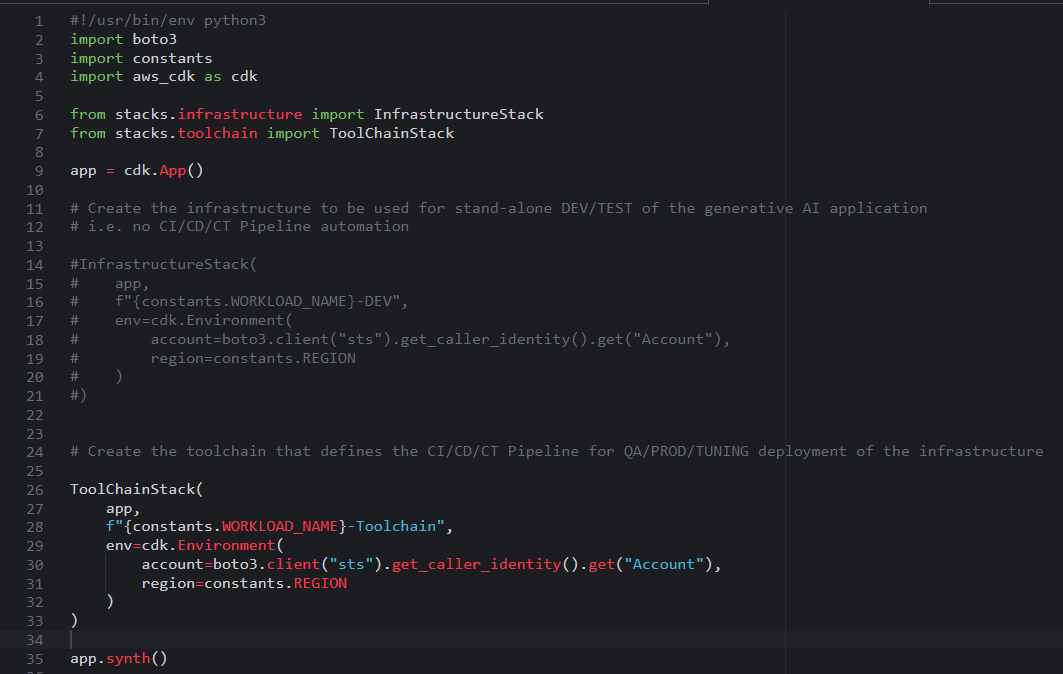 1 #!/usr/bin/env python3
2 import boto3
3 import constants
4 import aws_cdk as cdk
5
6 from stacks.infrastructure import InfrastructureStack
7 from stacks.toolchain import ToolChainStack
8
9 app = cdk.App()
10
11 # Create the infrastructure to be used for stand-alone DEV/TEST of the generative AI application
12 # i.e. no CI/CD/CT Pipeline automation
13
14 #InfrastructureStack(
15 #    app,
16 #    f"{constants.WORKLOAD_NAME}-DEV",
17 #    env=cdk.Environment(
18 #        account=boto3.client("sts").get_caller_identity().get("Account"),
19 #        region=constants.REGION
20 #    )
21 #)
22
23
24 # Create the toolchain that defines the CI/CD/CT Pipeline for QA/PROD/TUNING deployment of the infrastructure
25
26 ToolChainStack(
27     app,
28     f"{constants.WORKLOAD_NAME}-Toolchain",
29     env=cdk.Environment(
30         account=boto3.client("sts").get_caller_identity().get("Account"),
31         region=constants.REGION
32     )
33 )
34
35 app.synth()